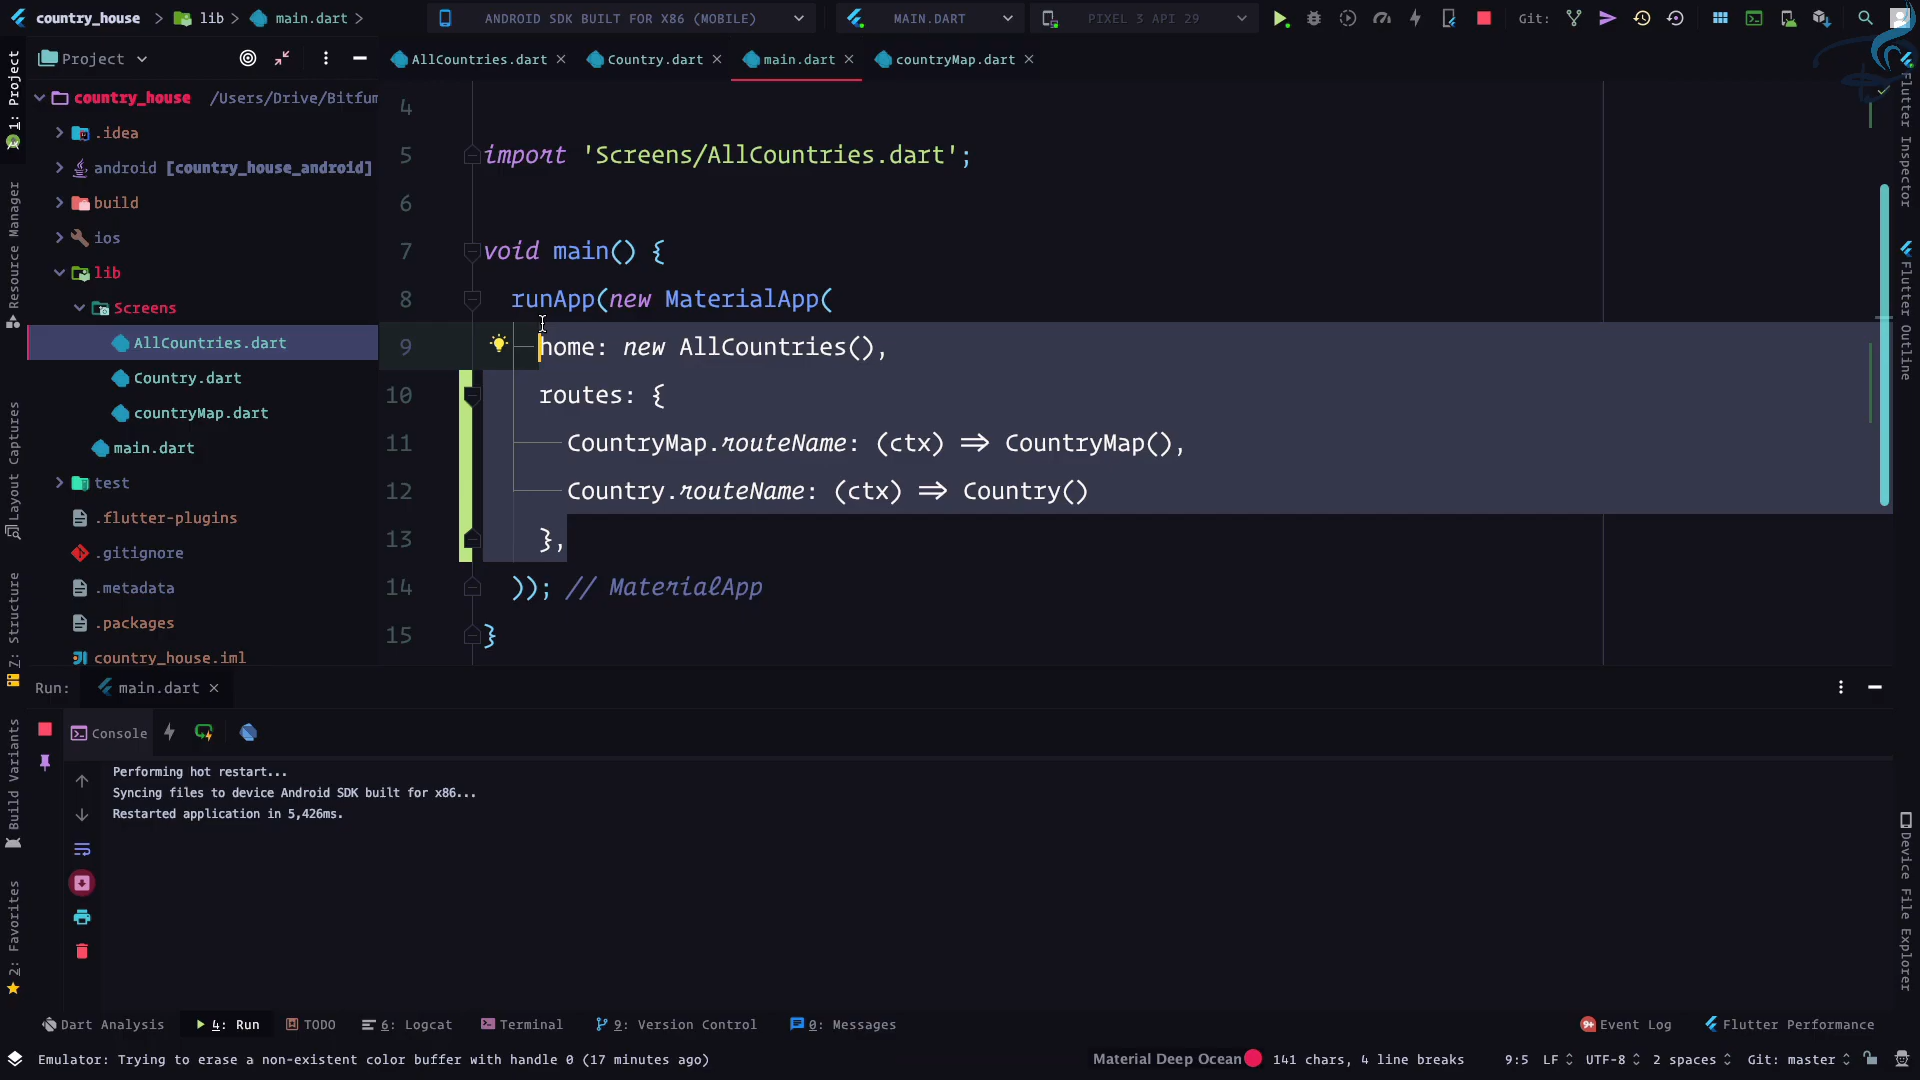 country_house lib main.dart ANDROID SDK BUILT FOR X86 (MOBILE) MAIN.DART PIXEL 3 API 29 Git:
Project
AllCountries.dart Country.dart main.dart countryMap.dart
1: Project
Resource Manager
Layout Captures
7: Structure
Build Variants
2: Favorites
country_house /Users/Drive/Bitfum
.idea
android [country_house_android]
build
ios
lib
Screens
AllCountries.dart
Country.dart
countryMap.dart
main.dart
test
.flutter-plugins
.gitignore
.metadata
.packages
country_house.iml
4
5 import 'Screens/AllCountries.dart';
6
7 void main() {
8 runApp(new MaterialApp(
9 home: new AllCountries(),
10 routes: {
11 CountryMap.routeName: (ctx) => CountryMap(),
12 Country.routeName: (ctx) => Country()
13 },
14 )); // MaterialApp
15 }
Flutter Inspector
Flutter Outline
Device File Explorer
Run: main.dart
Console
Performing hot restart...
Syncing files to device Android SDK built for x86...
Restarted application in 5,426ms.
Dart Analysis 4: Run TODO 6: Logcat Terminal 9: Version Control 0: Messages 9+ Event Log Flutter Performance
Emulator: Trying to erase a non-existent color buffer with handle 0 (17 minutes ago) Material Deep Ocean 141 chars, 4 line breaks 9:5 LF UTF-8 2 spaces Git: master